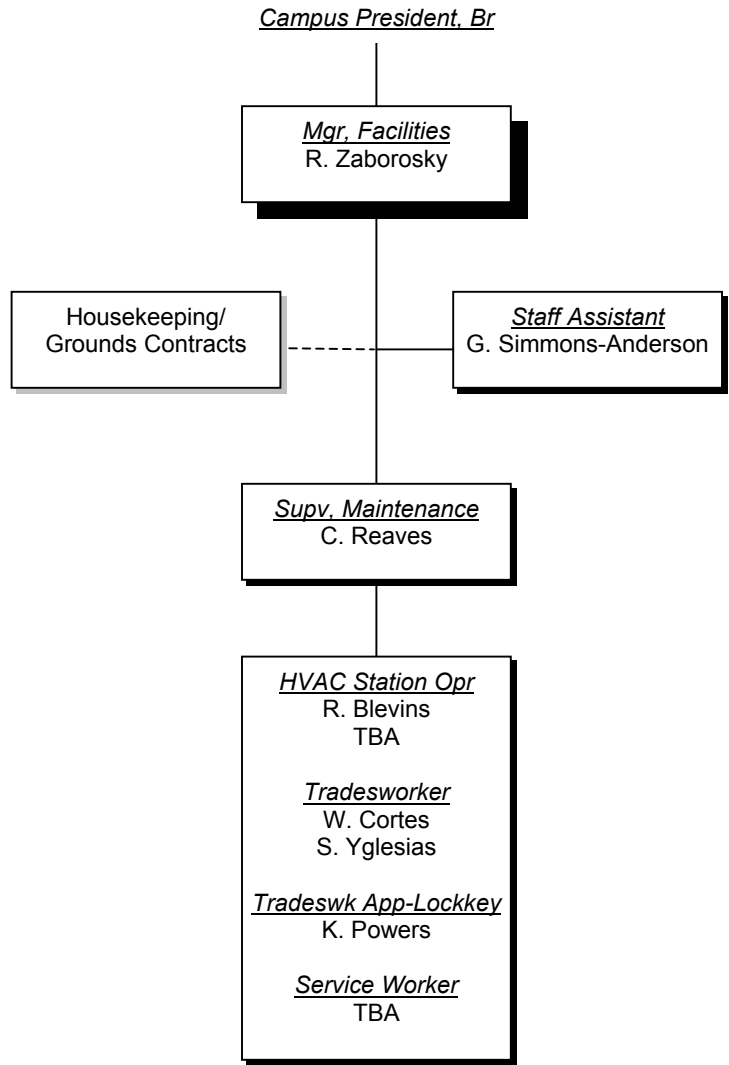 Campus President, Br
Mgr, Facilities
R. Zaborosky
Housekeeping/
Grounds Contracts
Staff Assistant
G. Simmons-Anderson
Supv, Maintenance
C. Reaves
HVAC Station Opr
R. Blevins
TBA
Tradesworker
W. Cortes
S. Yglesias
Tradeswk App-Lockkey
K. Powers
Service Worker
TBA